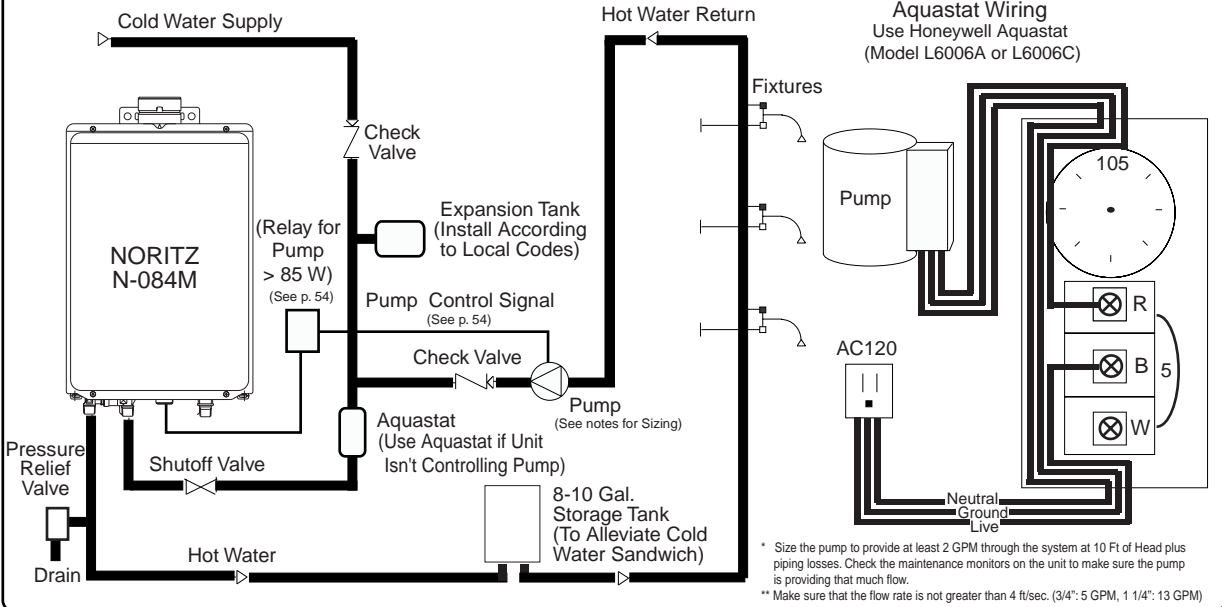 Cold Water Supply
Hot Water Return
Aquastat Wiring
Use Honeywell Aquastat
(Model L6006A or L6006C)
Fixtures
Check
Valve
105
Expansion Tank
(Install According
to Local Codes)
Pump
(Relay for
Pump
> 85 W)
(See p. 54)
NORITZ
N-084M
Pump Control Signal
(See p. 54)
R
B
W
5
AC120
Check Valve
Pump
(See notes for Sizing)
Aquastat
(Use Aquastat if Unit
Isn't Controlling Pump)
Pressure
Relief
Valve
Shutoff Valve
8-10 Gal.
Storage Tank
(To Alleviate Cold
Water Sandwich)
Neutral
Ground
Live
Hot Water
Drain
* Size the pump to provide at least 2 GPM through the system at 10 Ft of Head plus
piping losses. Check the maintenance monitors on the unit to make sure the pump
is providing that much flow.
** Make sure that the flow rate is not greater than 4 ft/sec. (3/4": 5 GPM, 1 1/4": 13 GPM)